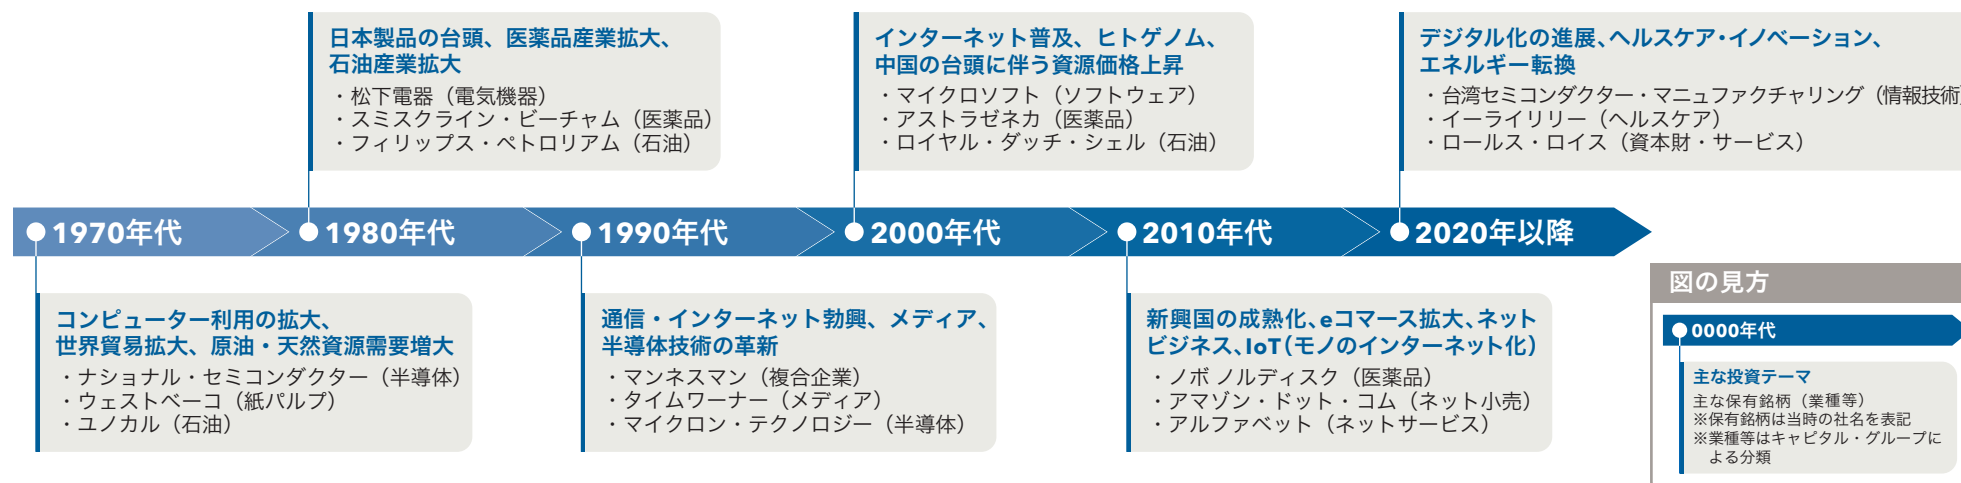 日本製品の台頭、医薬品産業拡大、
石油産業拡大
・松下電器（電気機器）
・スミスクライン・ビーチャム（医薬品）
・フィリップス・ペトロリアム（石油）
インターネット普及、ヒトゲノム、
中国の台頭に伴う資源価格上昇
・マイクロソフト（ソフトウェア）
・アストラゼネカ（医薬品）
・ロイヤル・ダッチ・シェル（石油）
デジタル化の進展、ヘルスケア・イノベーション、
エネルギー転換
・台湾セミコンダクター・マニュファクチャリング（情報技術）
・イーライリリー（ヘルスケア）
・ロールス・ロイス（資本財・サービス）
1970年代
1980年代
1990年代
2000年代
2010年代
2020年以降
コンピューター利用の拡大、
世界貿易拡大、原油・天然資源需要増大
・ナショナル・セミコンダクター（半導体）
・ウェストベーコ（紙パルプ）
・ユノカル（石油）
通信・インターネット勃興、メディア、
半導体技術の革新
・マンネスマン（複合企業）
・タイムワーナー（メディア）
・マイクロン・テクノロジー（半導体）
新興国の成熟化、eコマース拡大、ネット
ビジネス、IoT（モノのインターネット化）
・ノボ ノルディスク（医薬品）
・アマゾン・ドット・コム（ネット小売）
・アルファベット（ネットサービス）
図の見方
0000年代
主な投資テーマ
主な保有銘柄（業種等）
※保有銘柄は当時の社名を表記
※業種等はキャピタル・グループに
よる分類